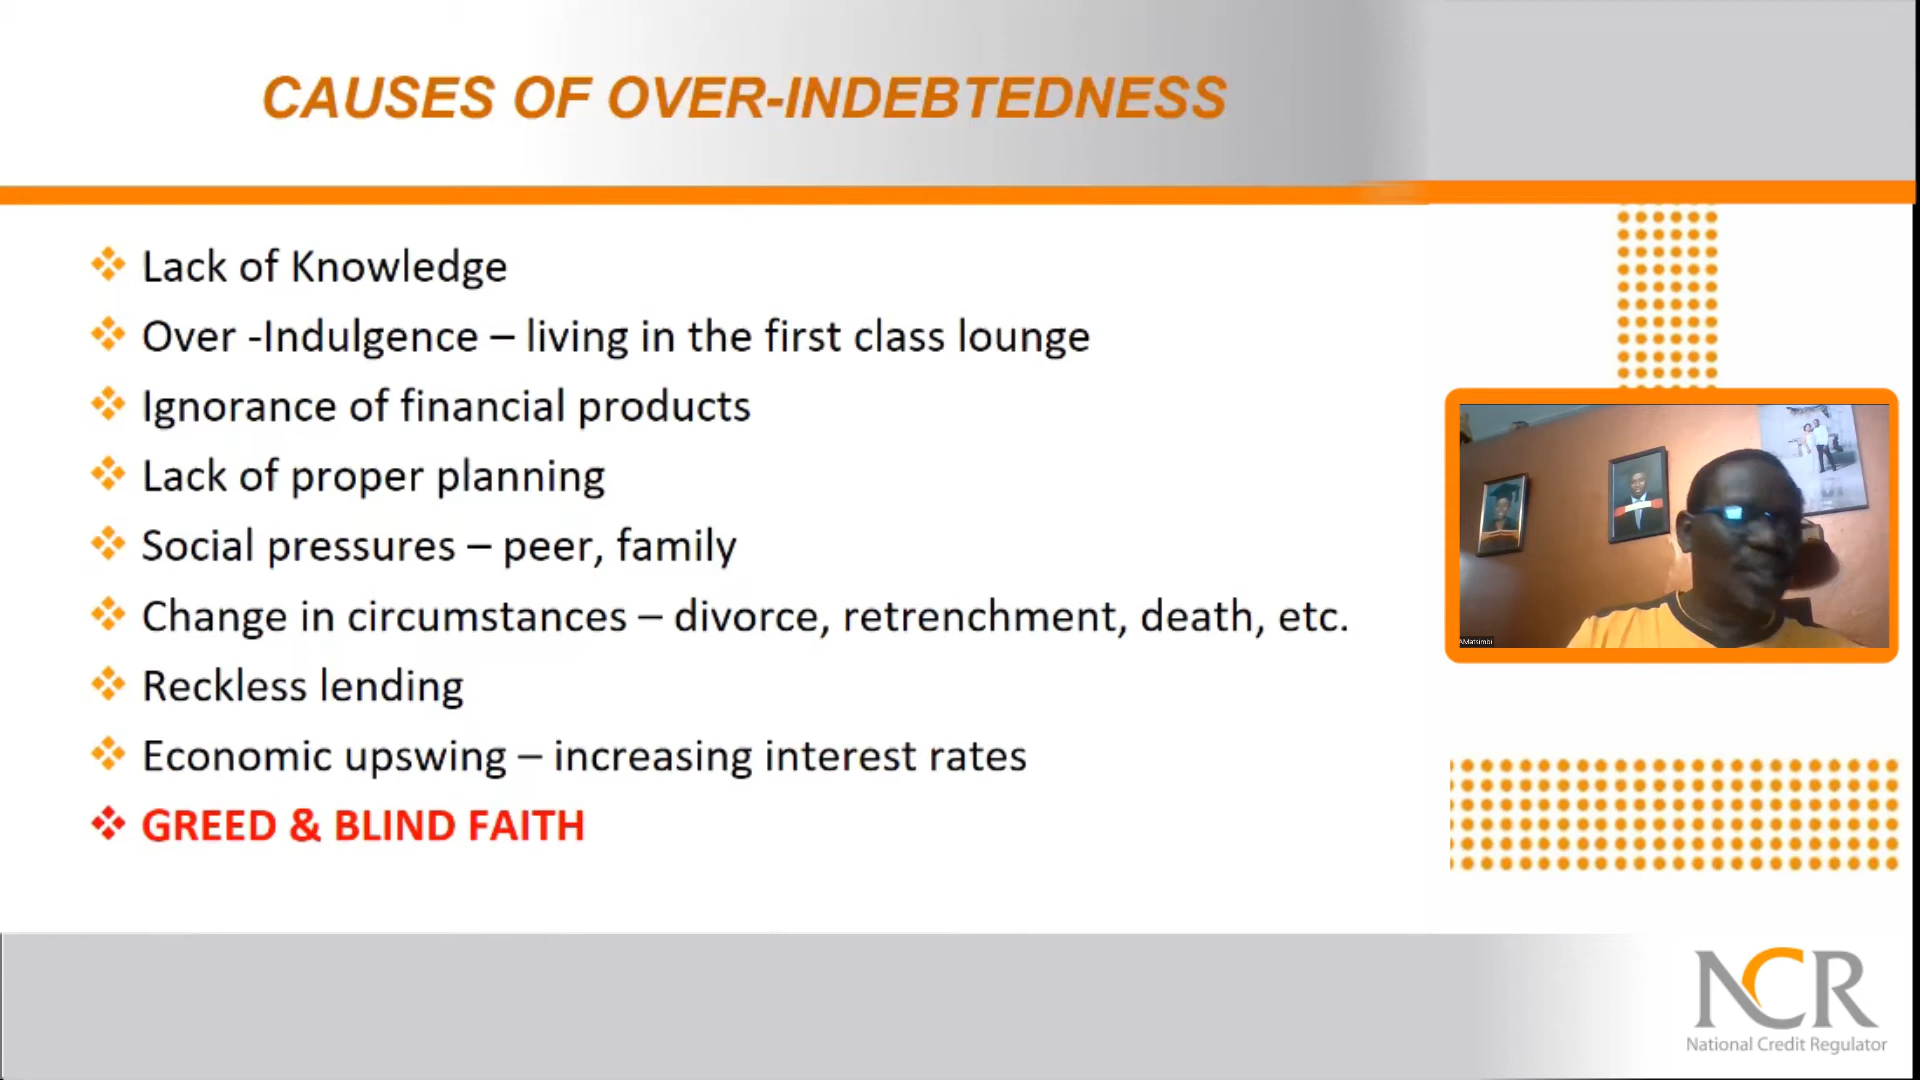 CAUSES OF OVER-INDEBTEDNESS
Lack of Knowledge
Over -Indulgence – living in the first class lounge
Ignorance of financial products
Lack of proper planning
Social pressures – peer, family
Change in circumstances – divorce, retrenchment, death, etc.
Reckless lending
Economic upswing – increasing interest rates
GREED & BLIND FAITH
AMatsimbi
NCR
National Credit Regulator